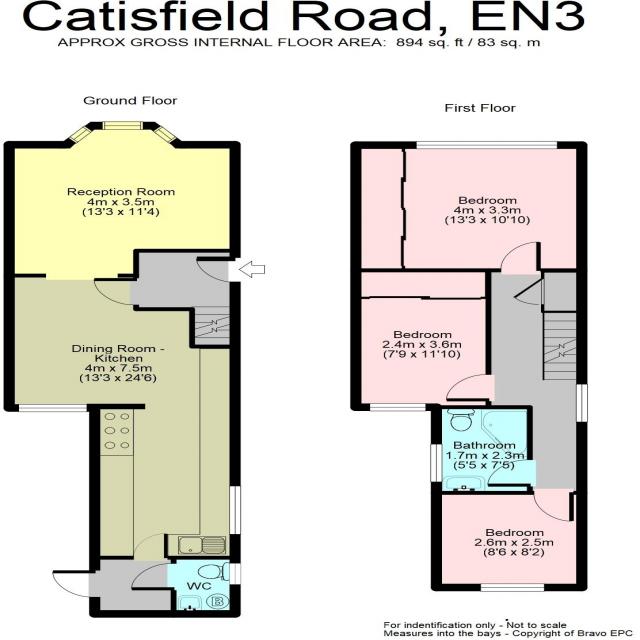 Catisfield Road, EN3
APPROX GROSS INTERNAL FLOOR AREA: 894 sq. ft / 83 sq. m
Ground Floor
First Floor
Reception Room
4m x 3.5m
(13'3 x 11'4)
Dining Room -
Kitchen
4m x 7.5m
(13'3 x 24'6)
WC
B
Bedroom
4m x 3.3m
(13'3 x 10'10)
Bedroom
2.4m x 3.6m
(7'9 x 11'10)
Bathroom
1.7m x 2.3m
(5'5 x 7'5)
Bedroom
2.6m x 2.5m
(8'6 x 8'2)
For indentification only - Not to scale
Measures into the bays - Copyright of Bravo EPC